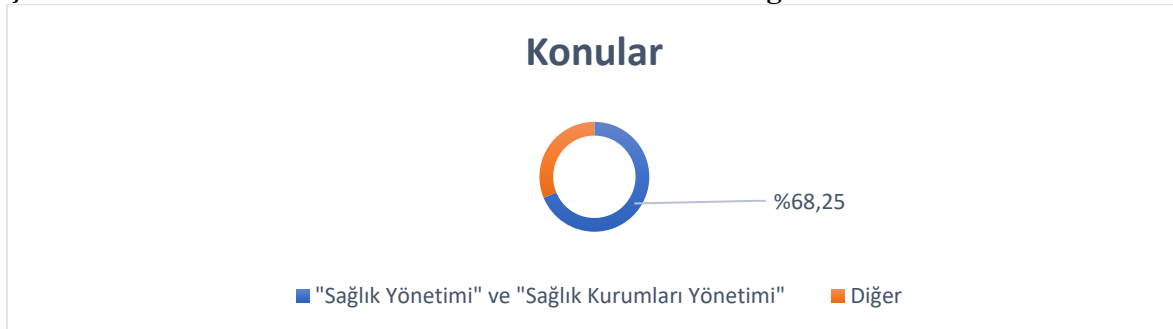 Konular
%68,25
"Sağlık Yönetimi" ve "Sağlık Kurumları Yönetimi"
Diğer